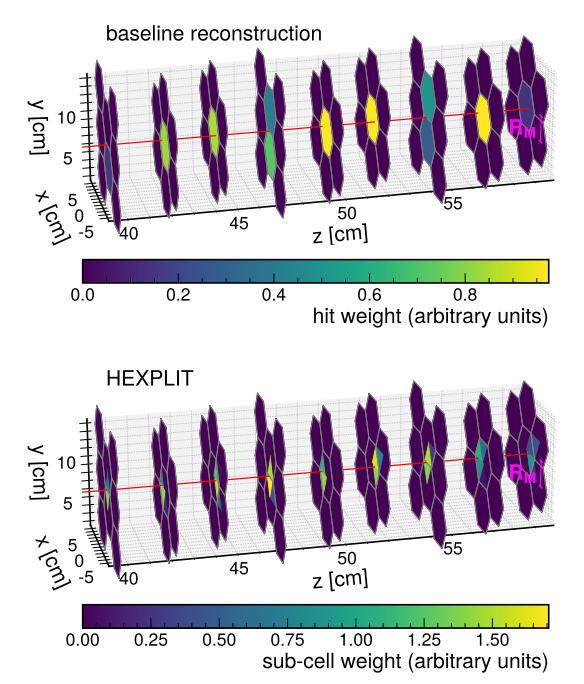 baseline reconstruction
y [cm]
10
5
x [cm]
5
0
-5
40
45
50
55
z [cm]
R_M
0.0 0.2 0.4 0.6 0.8
hit weight (arbitrary units)
HEXPLIT
y [cm]
10
5
x [cm]
5
0
-5
40
45
50
55
z [cm]
R_M
0.00 0.25 0.50 0.75 1.00 1.25 1.50
sub-cell weight (arbitrary units)